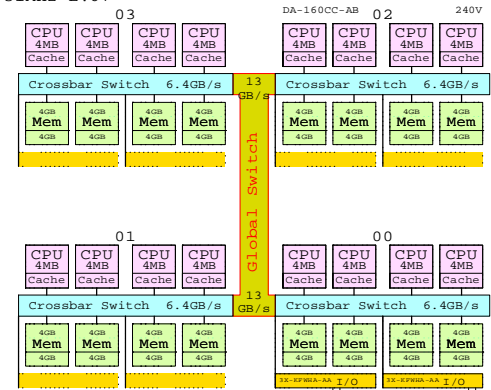 03
DA-160CC-AB 02 240V
CPU CPU CPU CPU CPU CPU CPU CPU
4MB 4MB 4MB 4MB 4MB 4MB 4MB 4MB
Cache Cache Cache Cache Cache Cache Cache Cache
Crossbar Switch 6.4GB/s 13 GB/s Crossbar Switch 6.4GB/s
4GB 4GB 4GB 4GB 4GB 4GB 4GB 4GB
Mem Mem Mem Mem Mem Mem Mem Mem
4GB 4GB 4GB 4GB 4GB 4GB 4GB 4GB
Global Switch
01 00
CPU CPU CPU CPU CPU CPU CPU CPU
4MB 4MB 4MB 4MB 4MB 4MB 4MB 4MB
Cache Cache Cache Cache Cache Cache Cache Cache
Crossbar Switch 6.4GB/s 13 GB/s Crossbar Switch 6.4GB/s
4GB 4GB 4GB 4GB 4GB 4GB 4GB 4GB
Mem Mem Mem Mem Mem Mem Mem Mem
4GB 4GB 4GB 4GB 4GB 4GB 4GB 4GB
3X-KFWHA-AA I/O 3X-KFWHA-AA I/O